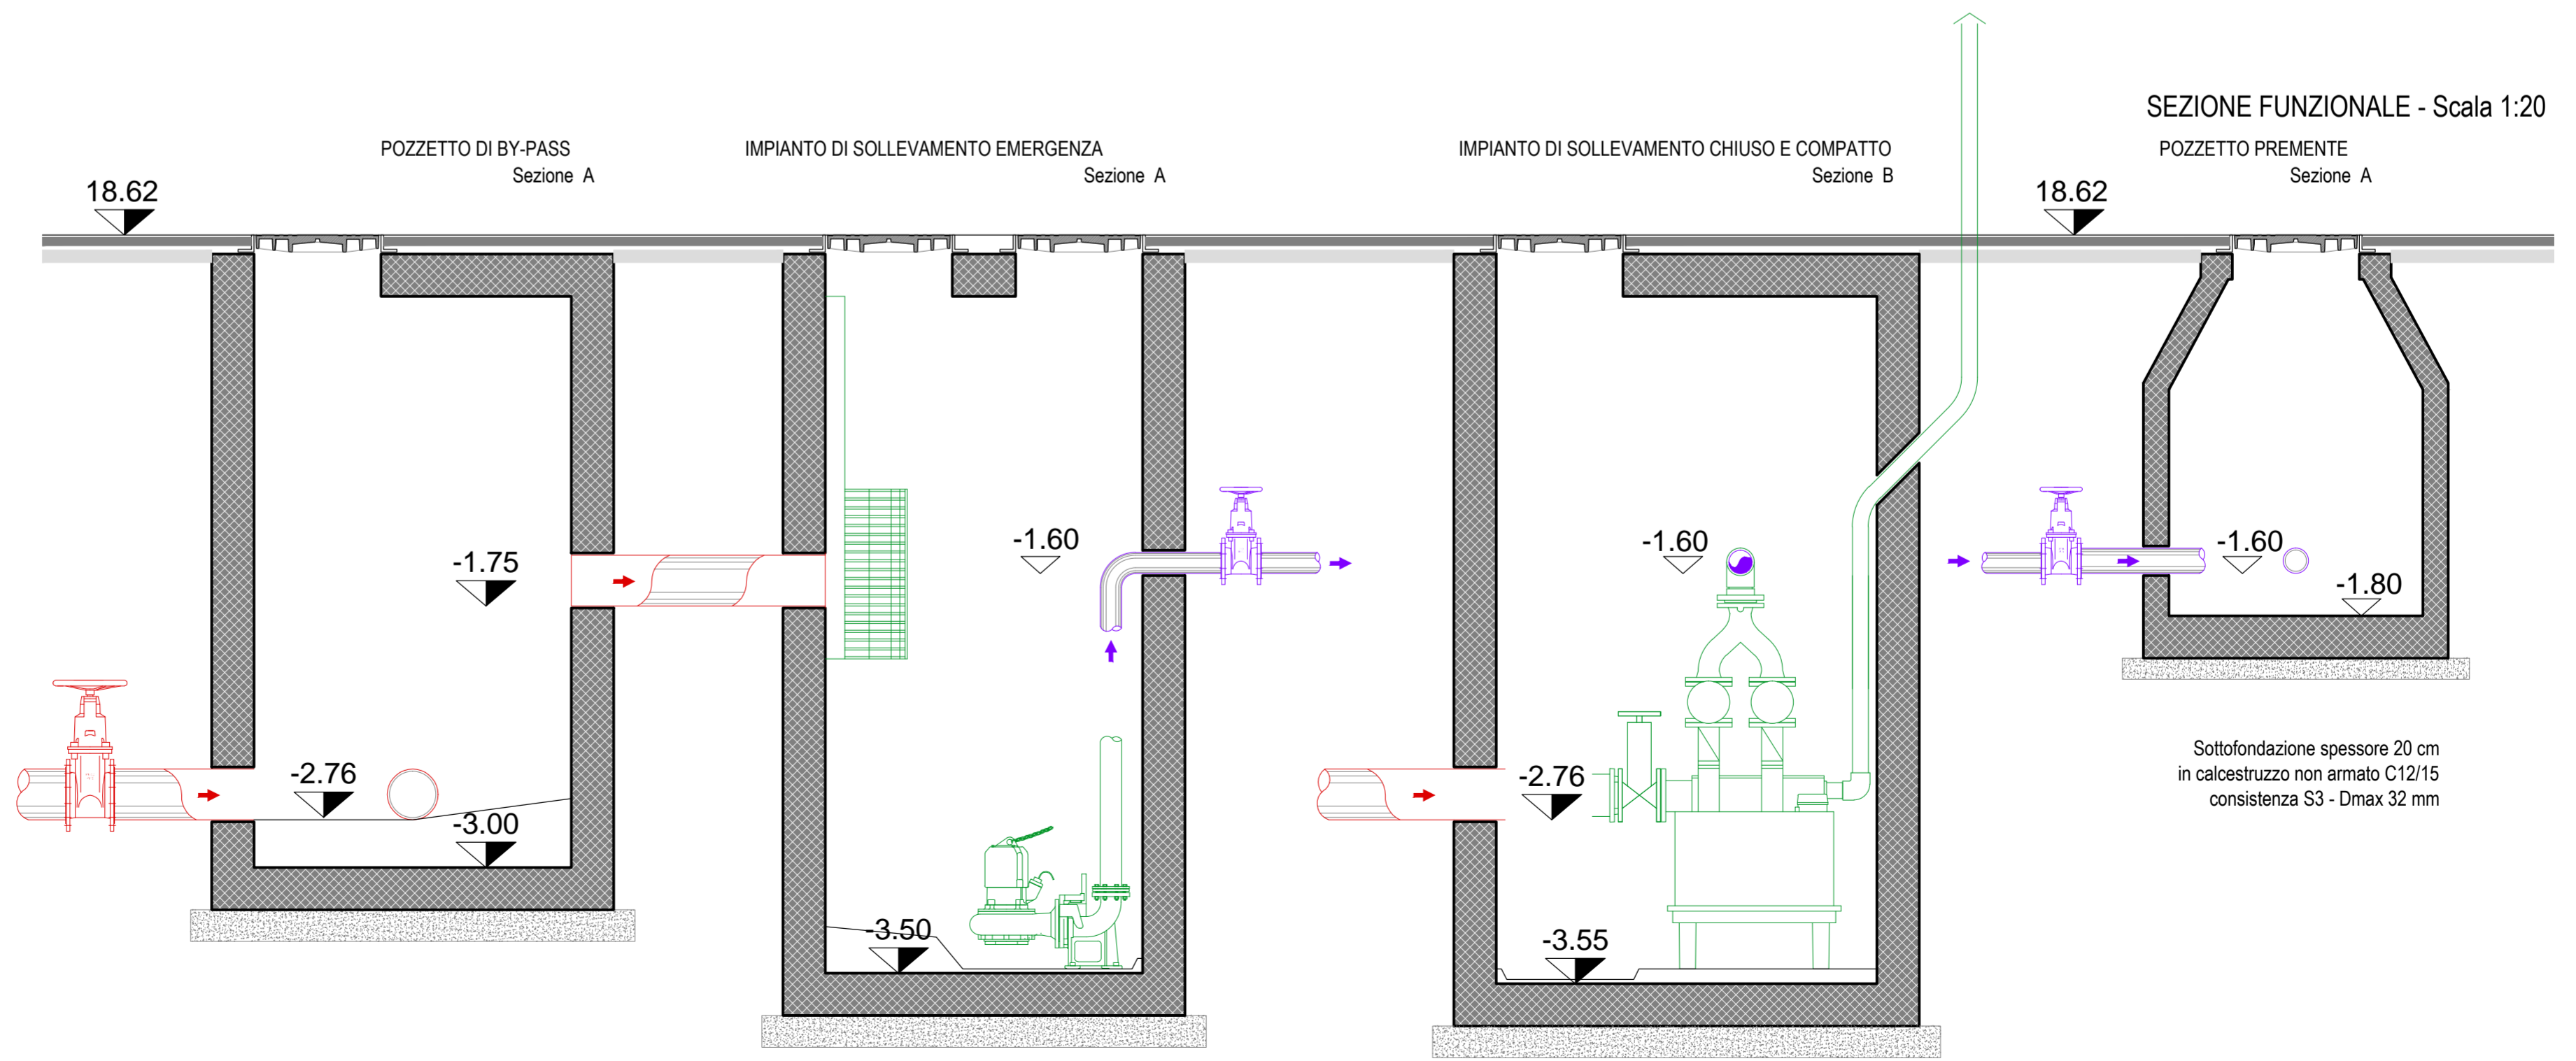 SEZIONE FUNZIONALE - Scala 1:20
POZZETTO DI BY-PASS
Sezione A
IMPIANTO DI SOLLEVAMENTO EMERGENZA
Sezione A
IMPIANTO DI SOLLEVAMENTO CHIUSO E COMPATTO
Sezione B
POZZETTO PREMENTE
Sezione A
18.62
18.62
-1.75
-2.76
-3.00
-1.60
-3.50
-1.60
-2.76
-3.55
-1.60
-1.80
Sottofondazione spessore 20 cm
in calcestruzzo non armato C12/15
consistenza S3 - Dmax 32 mm